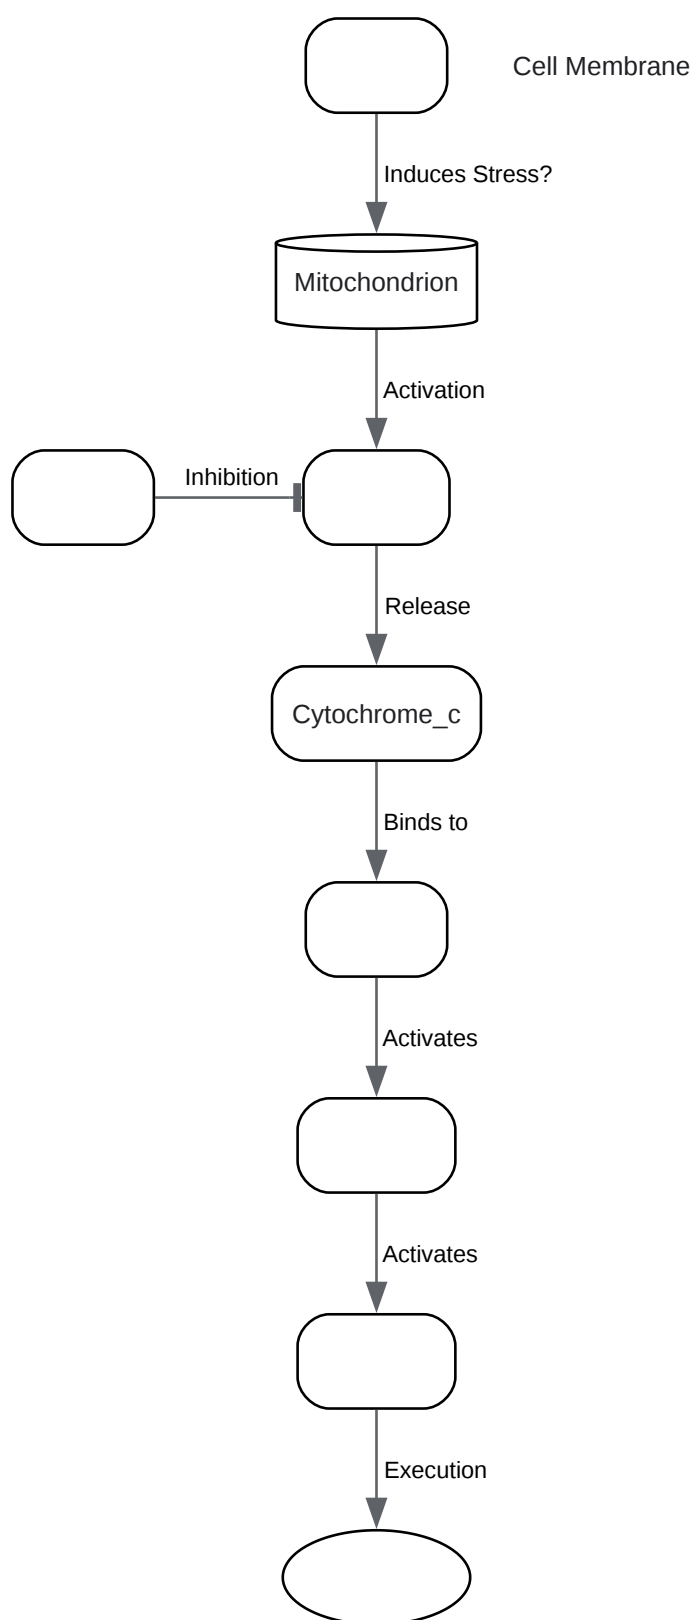 Cell Membrane
Induces Stress?
Mitochondrion
Activation
Inhibition
Release
Cytochrome_c
Binds to
Activates
Activates
Execution